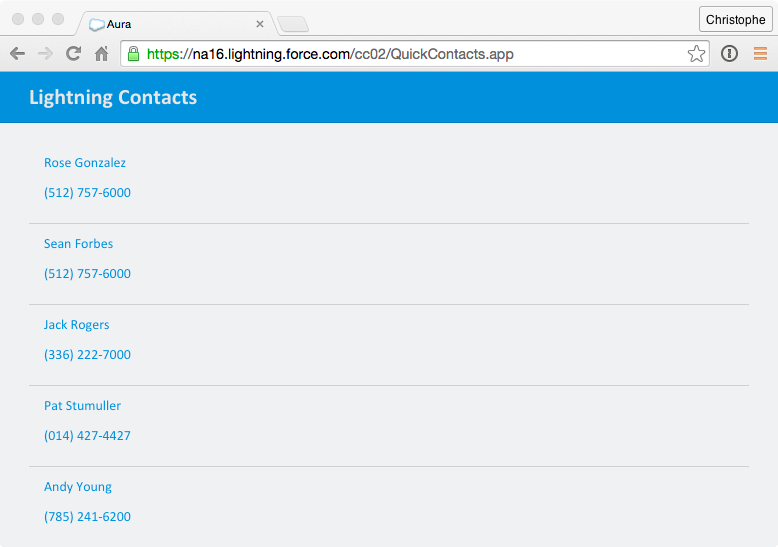 Aura
Christophe
https://na16.lightning.force.com/cc02/QuickContacts.app
Lightning Contacts
Rose Gonzalez
(512) 757-6000
Sean Forbes
(512) 757-6000
Jack Rogers
(336) 222-7000
Pat Stumuller
(014) 427-4427
Andy Young
(785) 241-6200